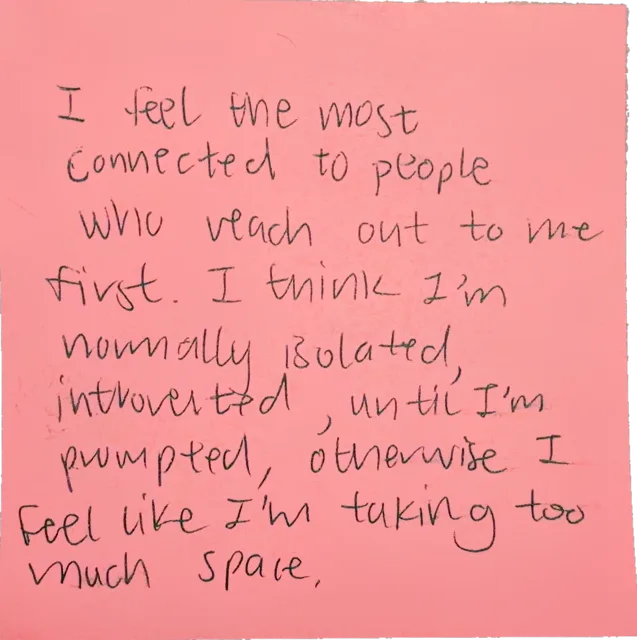 I feel the most
connected to people
who reach out to me
first. I think I'm
normally isolated,
introverted, until I'm
prompted, otherwise I
feel like I'm taking too
much space.